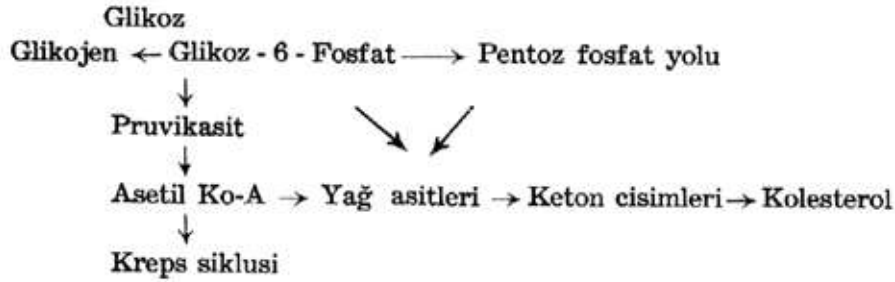 Glikoz
Glikojen ← Glikoz - 6 - Fosfat → Pentoz fosfat yolu
Pruvikasit
Asetil Ko-A → Yağ asitleri → Keton cisimleri → Kolesterol
Kreps siklusi